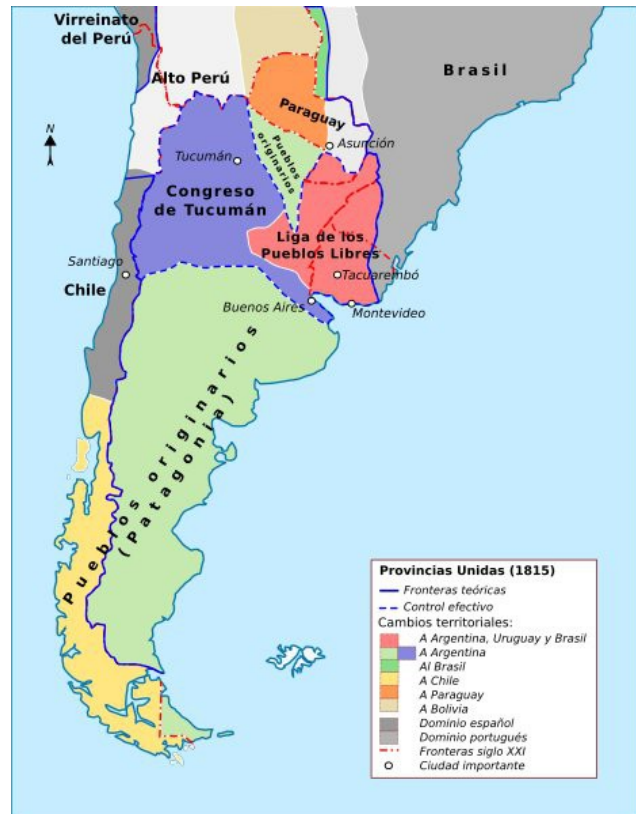 Virreinato
del Perú
Alto Perú
Brasil
Paraguay
Asunción
N
Pueblos
originarios
Tucumán
Congreso
de Tucumán
Liga de los
Pueblos Libres
Santiago
Tacuarembó
Chile
Buenos Aires
Montevideo
Pueblos originarios
(Patagonia)
Provincias Unidas (1815)
Fronteras teóricas
Control efectivo
Cambios territoriales:
A Argentina, Uruguay y Brasil
A Argentina
Al Brasil
A Chile
A Paraguay
A Bolivia
Dominio español
Dominio portugués
Fronteras siglo XXI
Ciudad importante